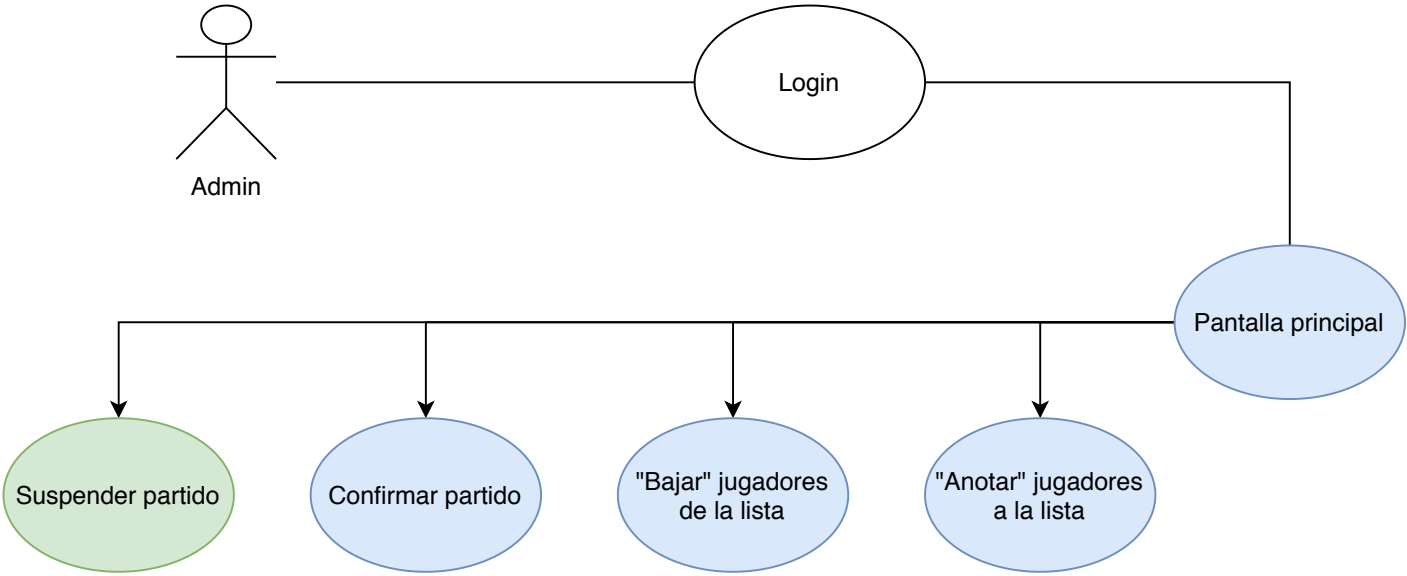 Login
Admin
Pantalla principal
Suspender partido
Confirmar partido
"Bajar" jugadores
de la lista
"Anotar" jugadores
a la lista